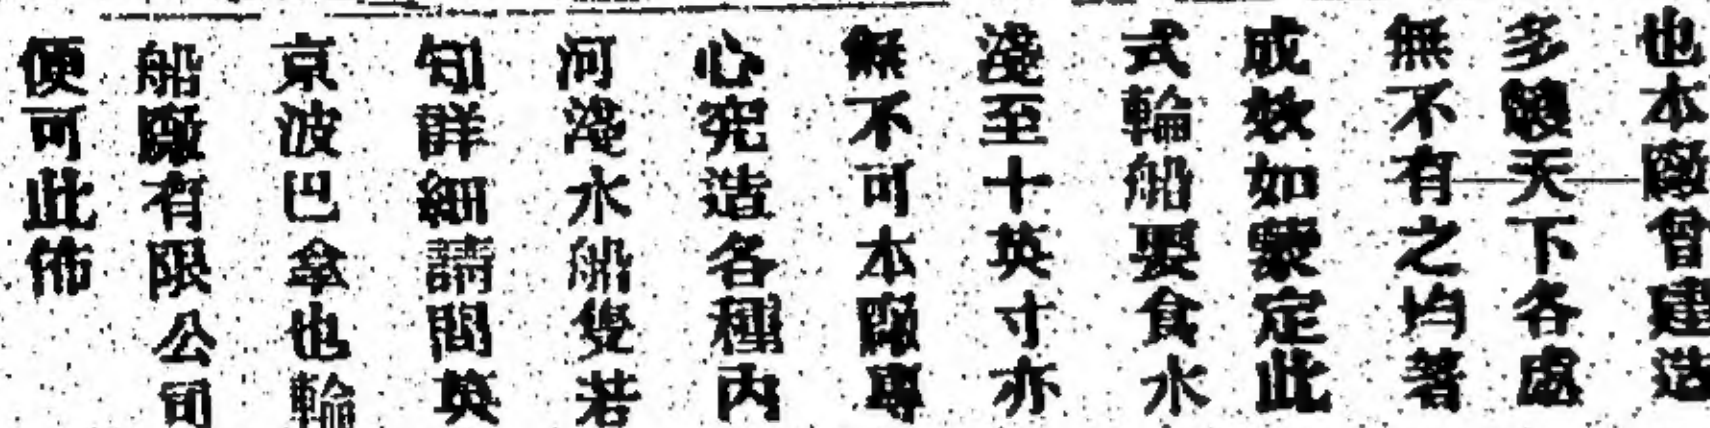 也本廠曾建造
多艘天下各處
無不有之均著
成效如蒙定此
式輪船要食水
淺至十英寸亦
無不可本廠專
心究造各種內
河淺水船隻若
知詳細請問英
京波巴拿也輪
船廠有限公司
便可此佈